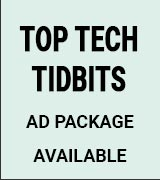 TOP TECH
TIDBITS
AD PACKAGE
AVAILABLE